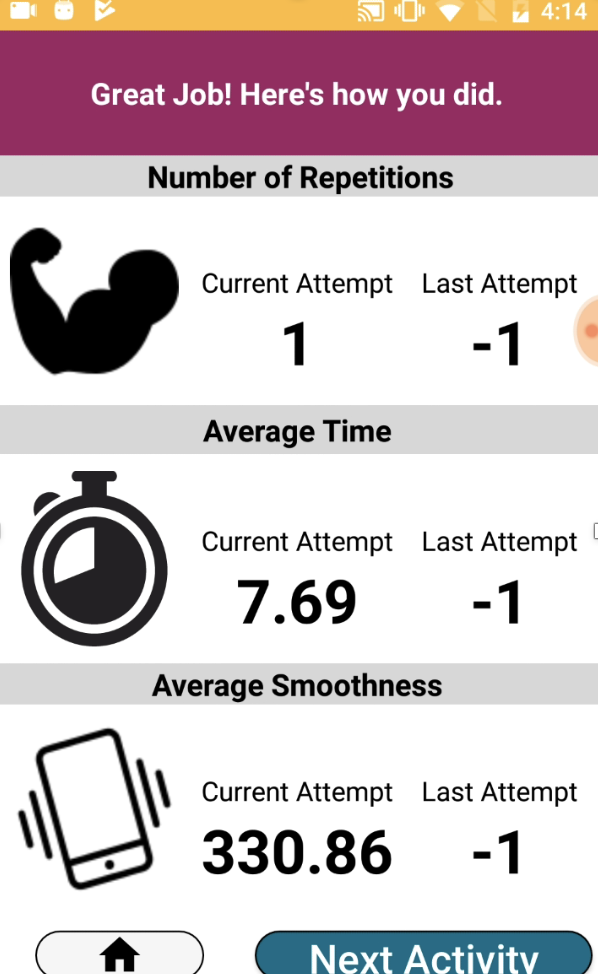 4:14
Great Job! Here's how you did.
Number of Repetitions
Current Attempt Last Attempt
1 -1
Average Time
Current Attempt Last Attempt
7.69 -1
Average Smoothness
Current Attempt Last Attempt
330.86 -1
Next Activity